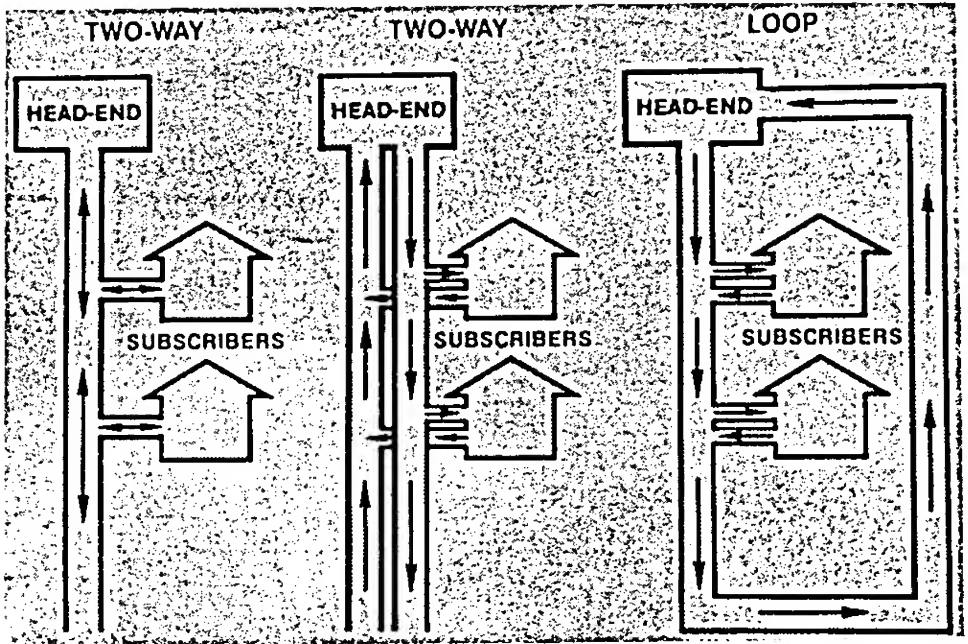 TWO-WAY
HEAD-END
SUBSCRIBERS
TWO-WAY
HEAD-END
SUBSCRIBERS
LOOP
HEAD-END
SUBSCRIBERS